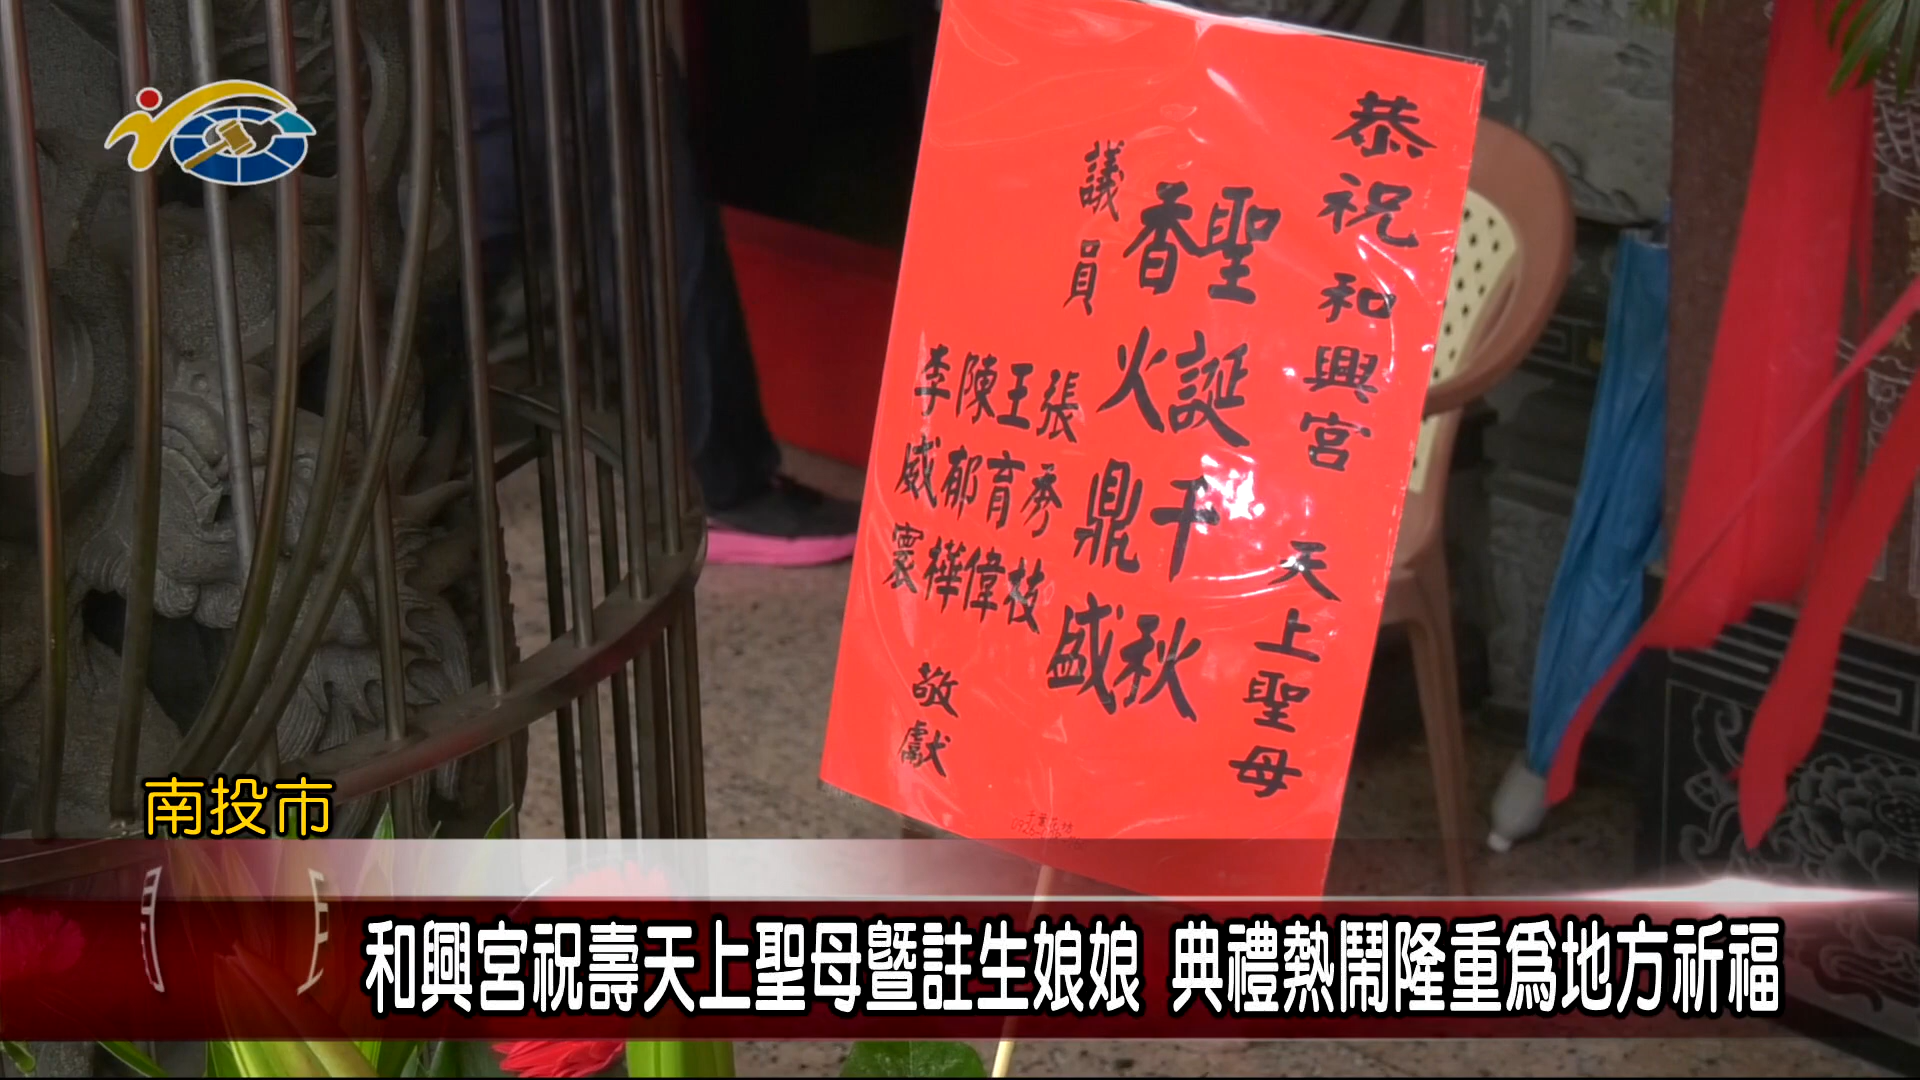 恭祝 和興宮 天上聖母
聖誕千秋
香火鼎盛
議員
張秀枝
王育偉
陳郁樺
李威寰
敬獻
南投市
和興宮祝壽天上聖母暨註生娘娘 典禮熱鬧隆重為地方祈福